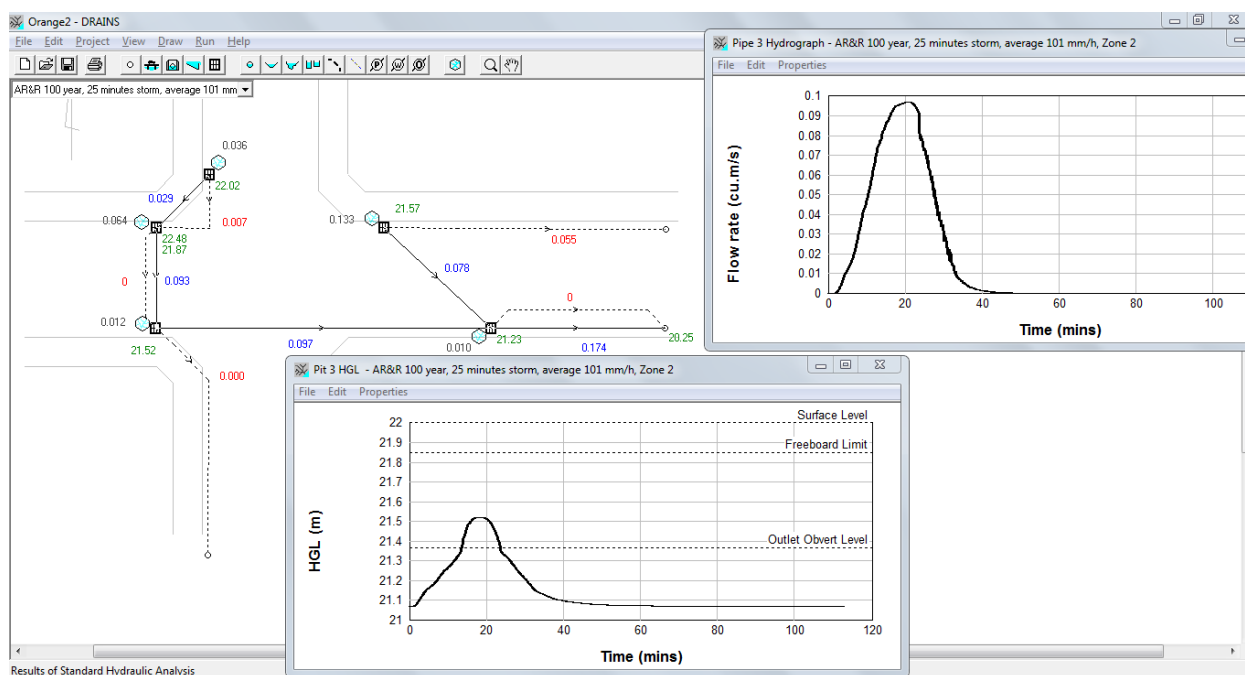 Orange2 - DRAINS
File Edit Project View Draw Run Help
AR&R 100 year, 25 minutes storm, average 101 mm
0.036
22.02
0.029
0.007
0.064
22.48
21.87
0
0.093
0.012
21.52
0.000
0.097
0.133
21.57
0.055
0.078
0
0.010
21.23
0.174
20.25
Pipe 3 Hydrograph - AR&R 100 year, 25 minutes storm, average 101 mm/h, Zone 2
File Edit Properties
Flow rate (cu.m/s)
0.1
0.09
0.08
0.07
0.06
0.05
0.04
0.03
0.02
0.01
0
0 20 40 60 80 100
Time (mins)
Pit 3 HGL - AR&R 100 year, 25 minutes storm, average 101 mm/h, Zone 2
File Edit Properties
HGL (m)
Surface Level
Freeboard Limit
Outlet Obvert Level
22
21.9
21.8
21.7
21.6
21.5
21.4
21.3
21.2
21.1
21
0 20 40 60 80 100 120
Time (mins)
Results of Standard Hydraulic Analysis